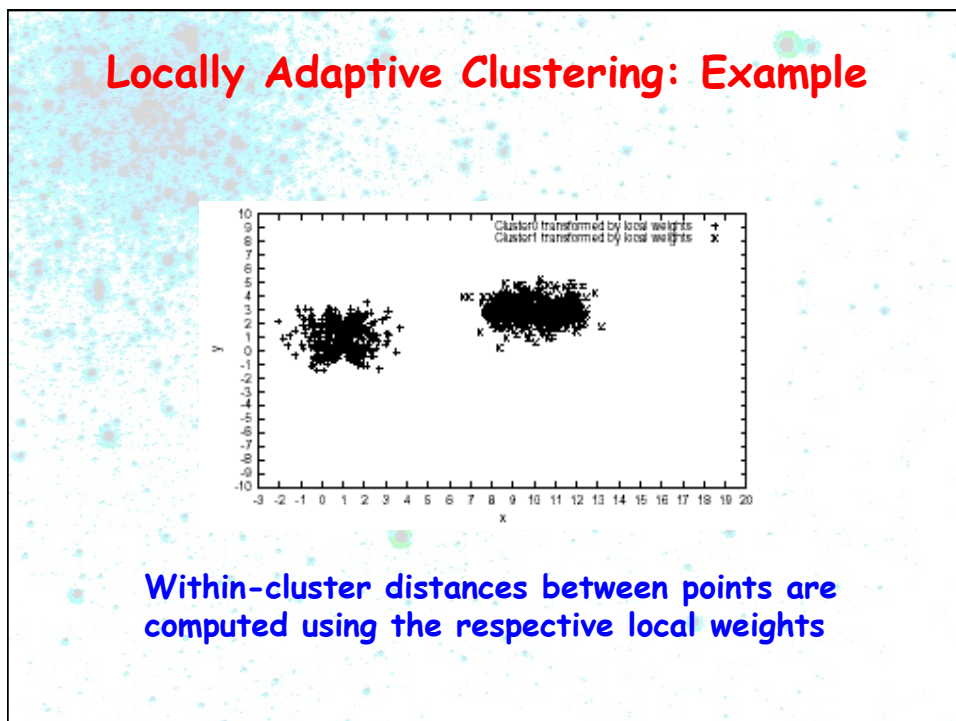 Locally Adaptive Clustering: Example
Cluster0 transformed by local weights +
Cluster1 transformed by local weights x
10
9
8
7
6
5
4
3
2
1
0
-1
-2
-3
-4
-5
-6
-7
-8
-9
-10
y
-3 -2 -1 0 1 2 3 4 5 6 7 8 9 10 11 12 13 14 15 16 17 18 19 20
x
Within-cluster distances between points are
computed using the respective local weights